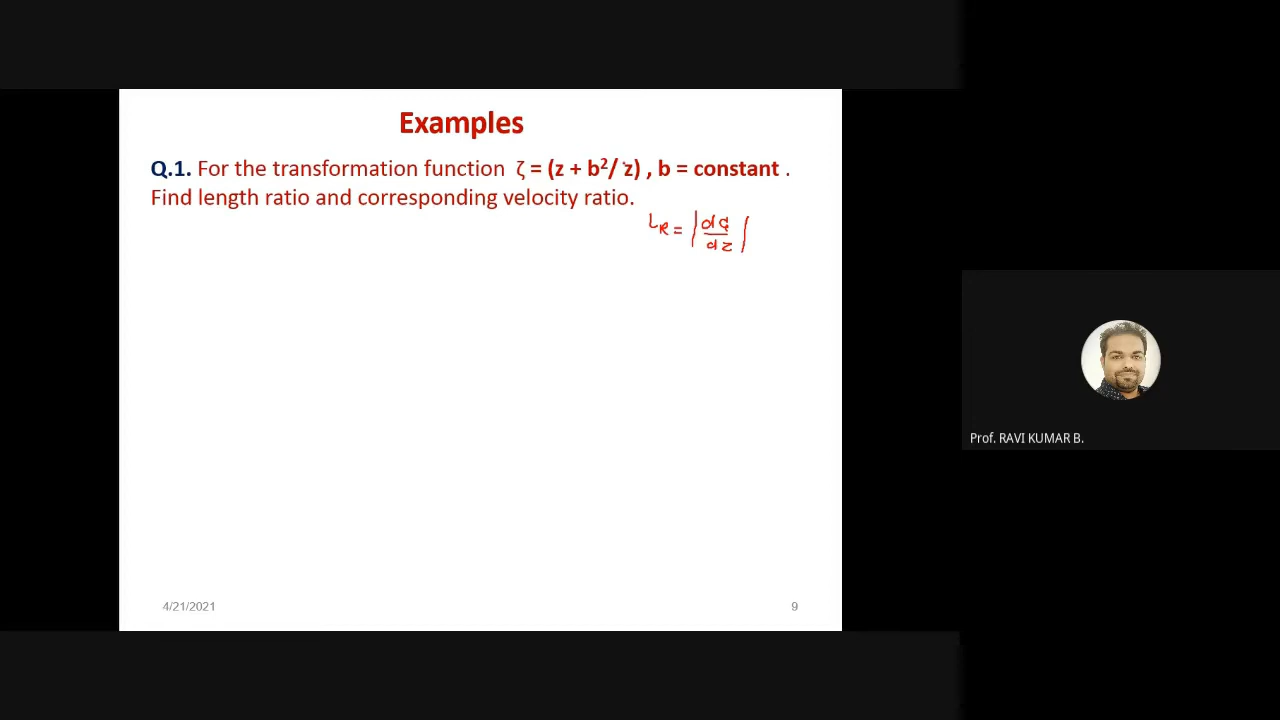 Examples
Q.1. For the transformation function ζ = (z + b²/ z) , b = constant .
Find length ratio and corresponding velocity ratio.
L_R = | dζ / dz |
Prof. RAVI KUMAR B.
4/21/2021
9